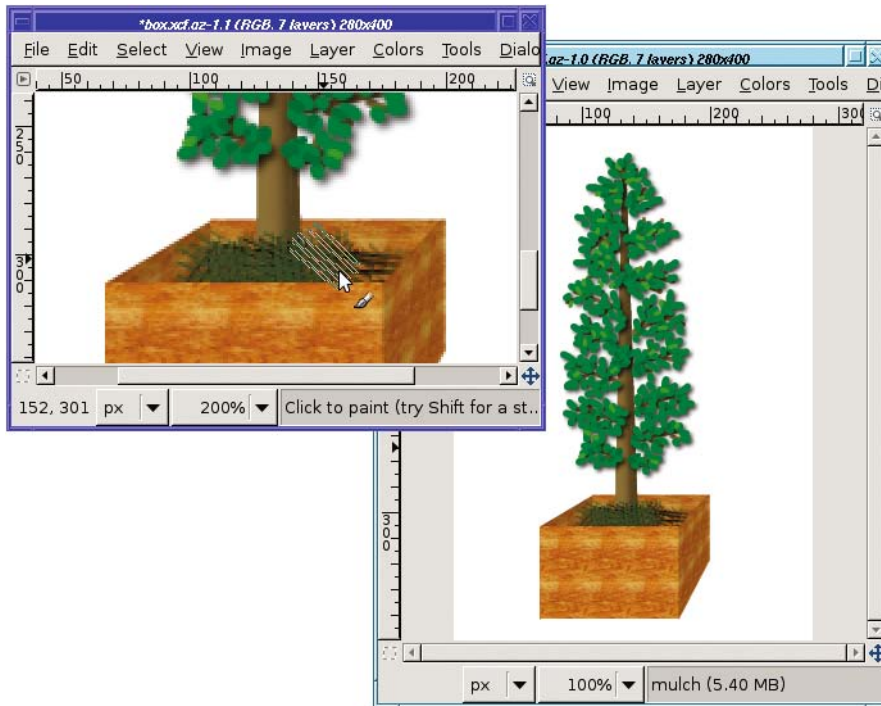 *box.xcf.gz-1.1 (RGB, 7 layers) 280x400
File Edit Select View Image Layer Colors Tools Dialo
50 100 150 200
250
300
152, 301 px 200% Click to paint (try Shift for a st..
.gz-1.0 (RGB, 7 layers) 280x400
View Image Layer Colors Tools Di
100 200 300
300
px 100% mulch (5.40 MB)